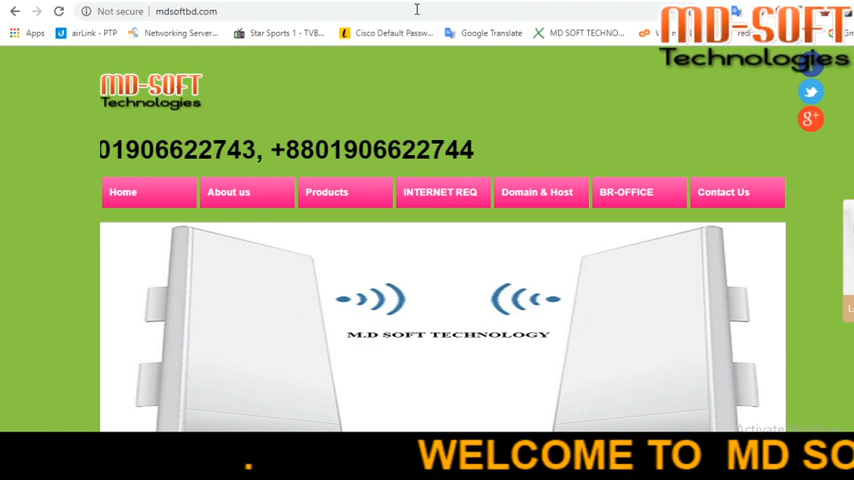 Not secure | mdsoftbd.com
Apps airLink - PTP Networking Server... Star Sports 1 - TVB... Cisco Default Passw... Google Translate MD SOFT TECHNO...
MD-SOFT
Technologies
MD-SOFT
Technologies
01906622743, +8801906622744
Home About us Products INTERNET REQ Domain & Host BR-OFFICE Contact Us
M.D SOFT TECHNOLOGY
. WELCOME TO MD SO